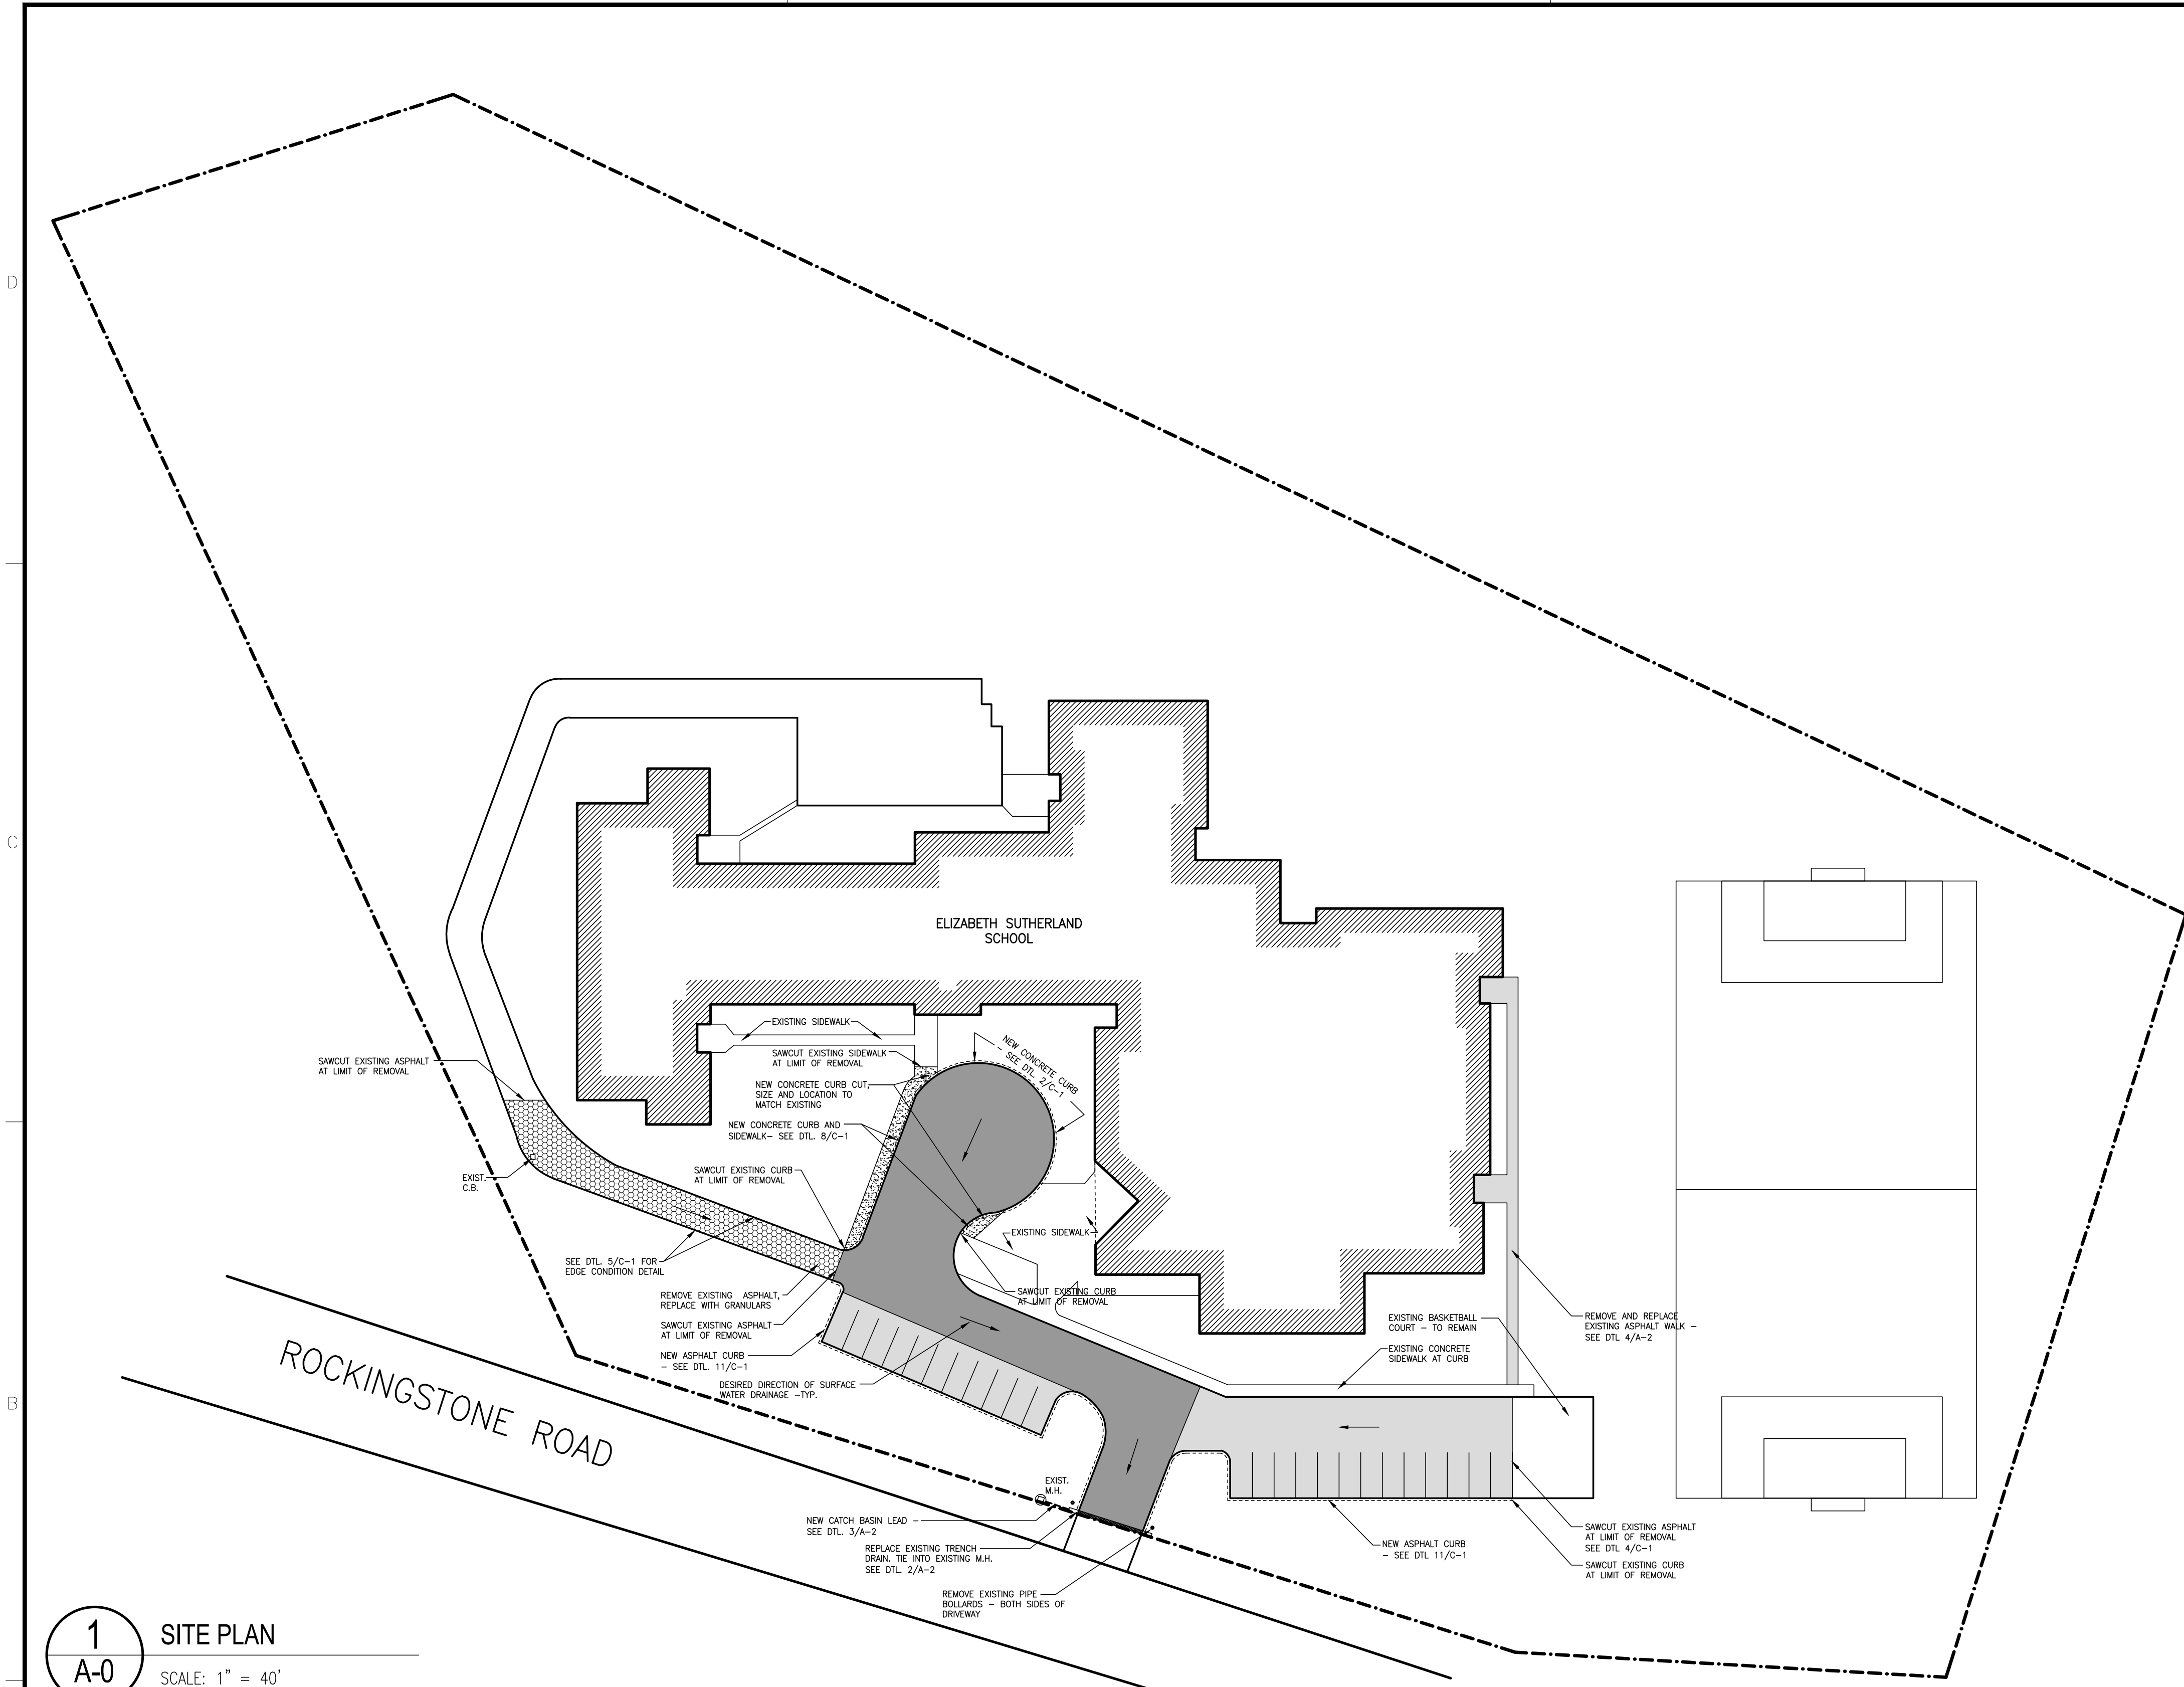 D
C
B
ELIZABETH SUTHERLAND
SCHOOL
EXISTING SIDEWALK
SAWCUT EXISTING SIDEWALK
AT LIMIT OF REMOVAL
NEW CONCRETE CURB
- SEE DTL. 2/C-1
SAWCUT EXISTING ASPHALT
AT LIMIT OF REMOVAL
NEW CONCRETE CURB CUT,
SIZE AND LOCATION TO
MATCH EXISTING
NEW CONCRETE CURB AND
SIDEWALK- SEE DTL. 8/C-1
SAWCUT EXISTING CURB
AT LIMIT OF REMOVAL
EXIST.
C.B.
EXISTING SIDEWALK
SEE DTL. 5/C-1 FOR
EDGE CONDITION DETAIL
REMOVE EXISTING ASPHALT,
REPLACE WITH GRANULARS
SAWCUT EXISTING CURB
AT LIMIT OF REMOVAL
SAWCUT EXISTING ASPHALT
AT LIMIT OF REMOVAL
EXISTING BASKETBALL
COURT - TO REMAIN
REMOVE AND REPLACE
EXISTING ASPHALT WALK -
SEE DTL 4/A-2
NEW ASPHALT CURB
- SEE DTL. 11/C-1
EXISTING CONCRETE
SIDEWALK AT CURB
DESIRED DIRECTION OF SURFACE
WATER DRAINAGE -TYP.
ROCKINGSTONE ROAD
EXIST.
M.H.
NEW CATCH BASIN LEAD -
SEE DTL. 3/A-2
REPLACE EXISTING TRENCH
DRAIN. TIE INTO EXISTING M.H.
SEE DTL. 2/A-2
NEW ASPHALT CURB
- SEE DTL 11/C-1
SAWCUT EXISTING ASPHALT
AT LIMIT OF REMOVAL
SEE DTL 4/C-1
SAWCUT EXISTING CURB
AT LIMIT OF REMOVAL
REMOVE EXISTING PIPE
BOLLARDS - BOTH SIDES OF
DRIVEWAY
1
A-0
SITE PLAN
SCALE: 1" = 40'